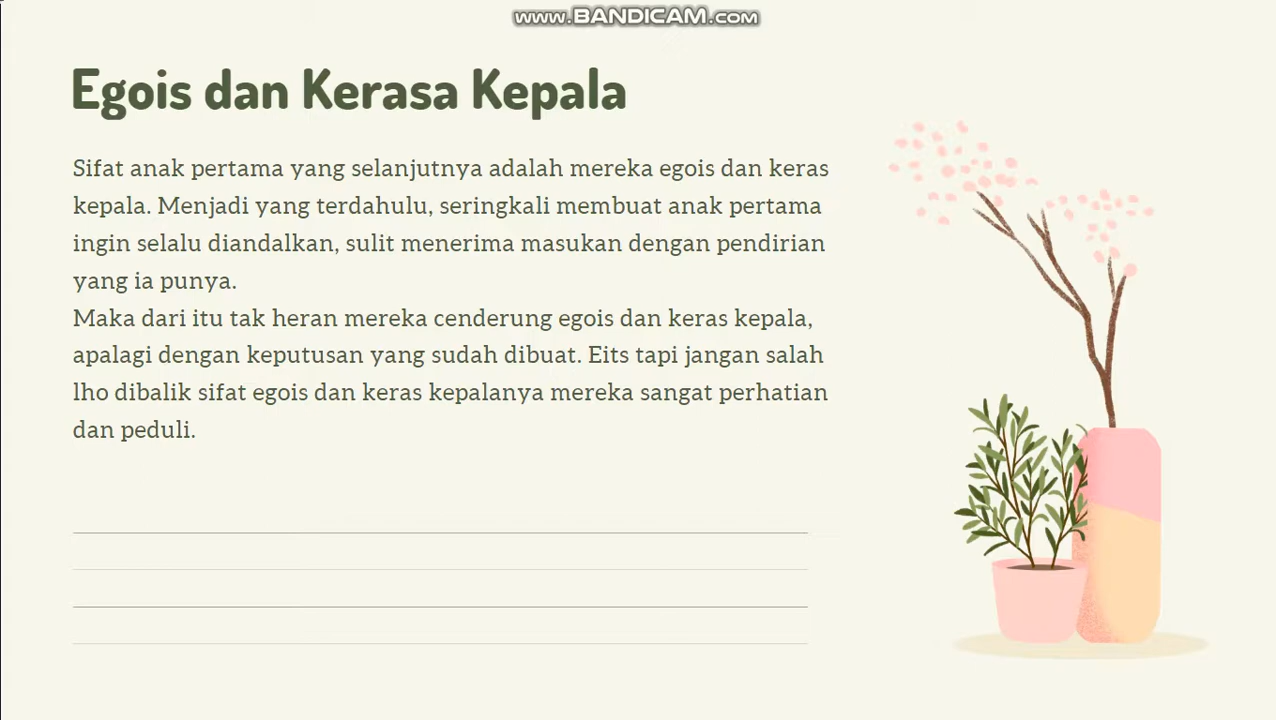 www.BANDICAM.com
Egois dan Kerasa Kepala
Sifat anak pertama yang selanjutnya adalah mereka egois dan keras
kepala. Menjadi yang terdahulu, seringkali membuat anak pertama
ingin selalu diandalkan, sulit menerima masukan dengan pendirian
yang ia punya.
Maka dari itu tak heran mereka cenderung egois dan keras kepala,
apalagi dengan keputusan yang sudah dibuat. Eits tapi jangan salah
lho dibalik sifat egois dan keras kepalanya mereka sangat perhatian
dan peduli.